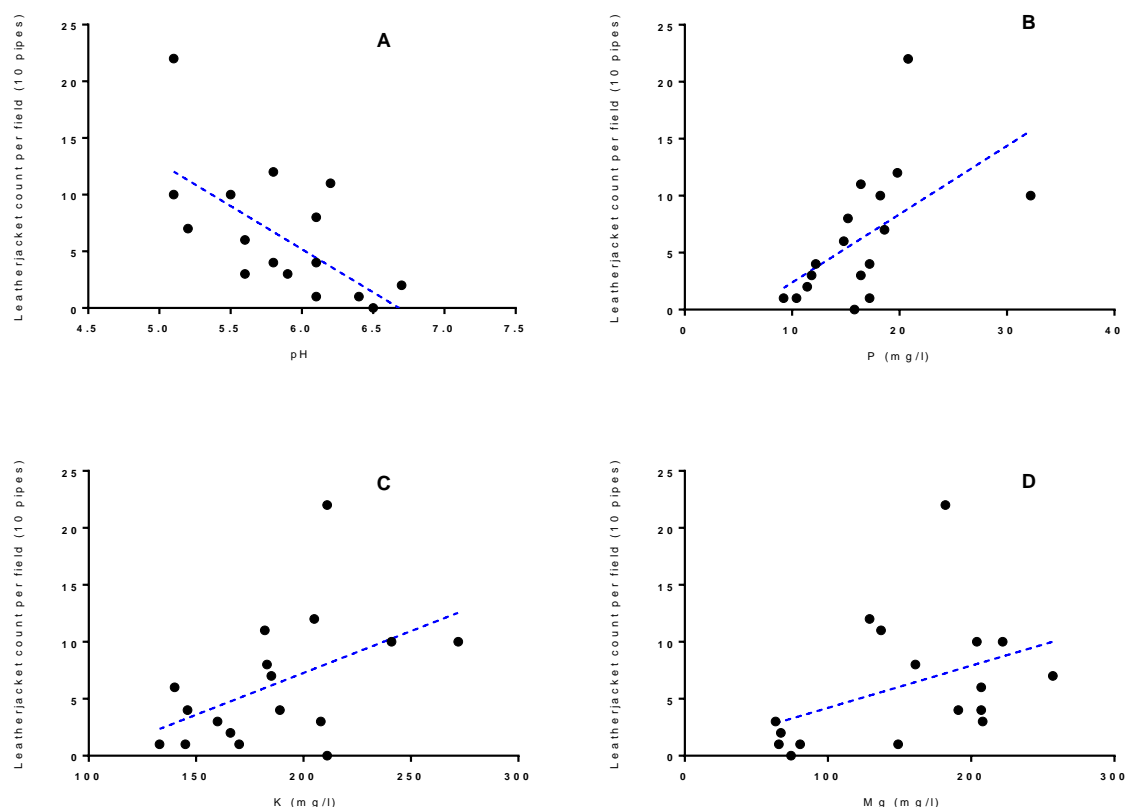 A
Leatherjacket count per field (10 pipes)
25
20
15
10
5
0
4.5 5.0 5.5 6.0 6.5 7.0 7.5
pH
B
Leatherjacket count per field (10 pipes)
25
20
15
10
5
0
0 10 20 30 40
P (mg/l)
C
Leatherjacket count per field (10 pipes)
25
20
15
10
5
0
100 150 200 250 300
K (mg/l)
D
Leatherjacket count per field (10 pipes)
25
20
15
10
5
0
0 100 200 300
Mg (mg/l)